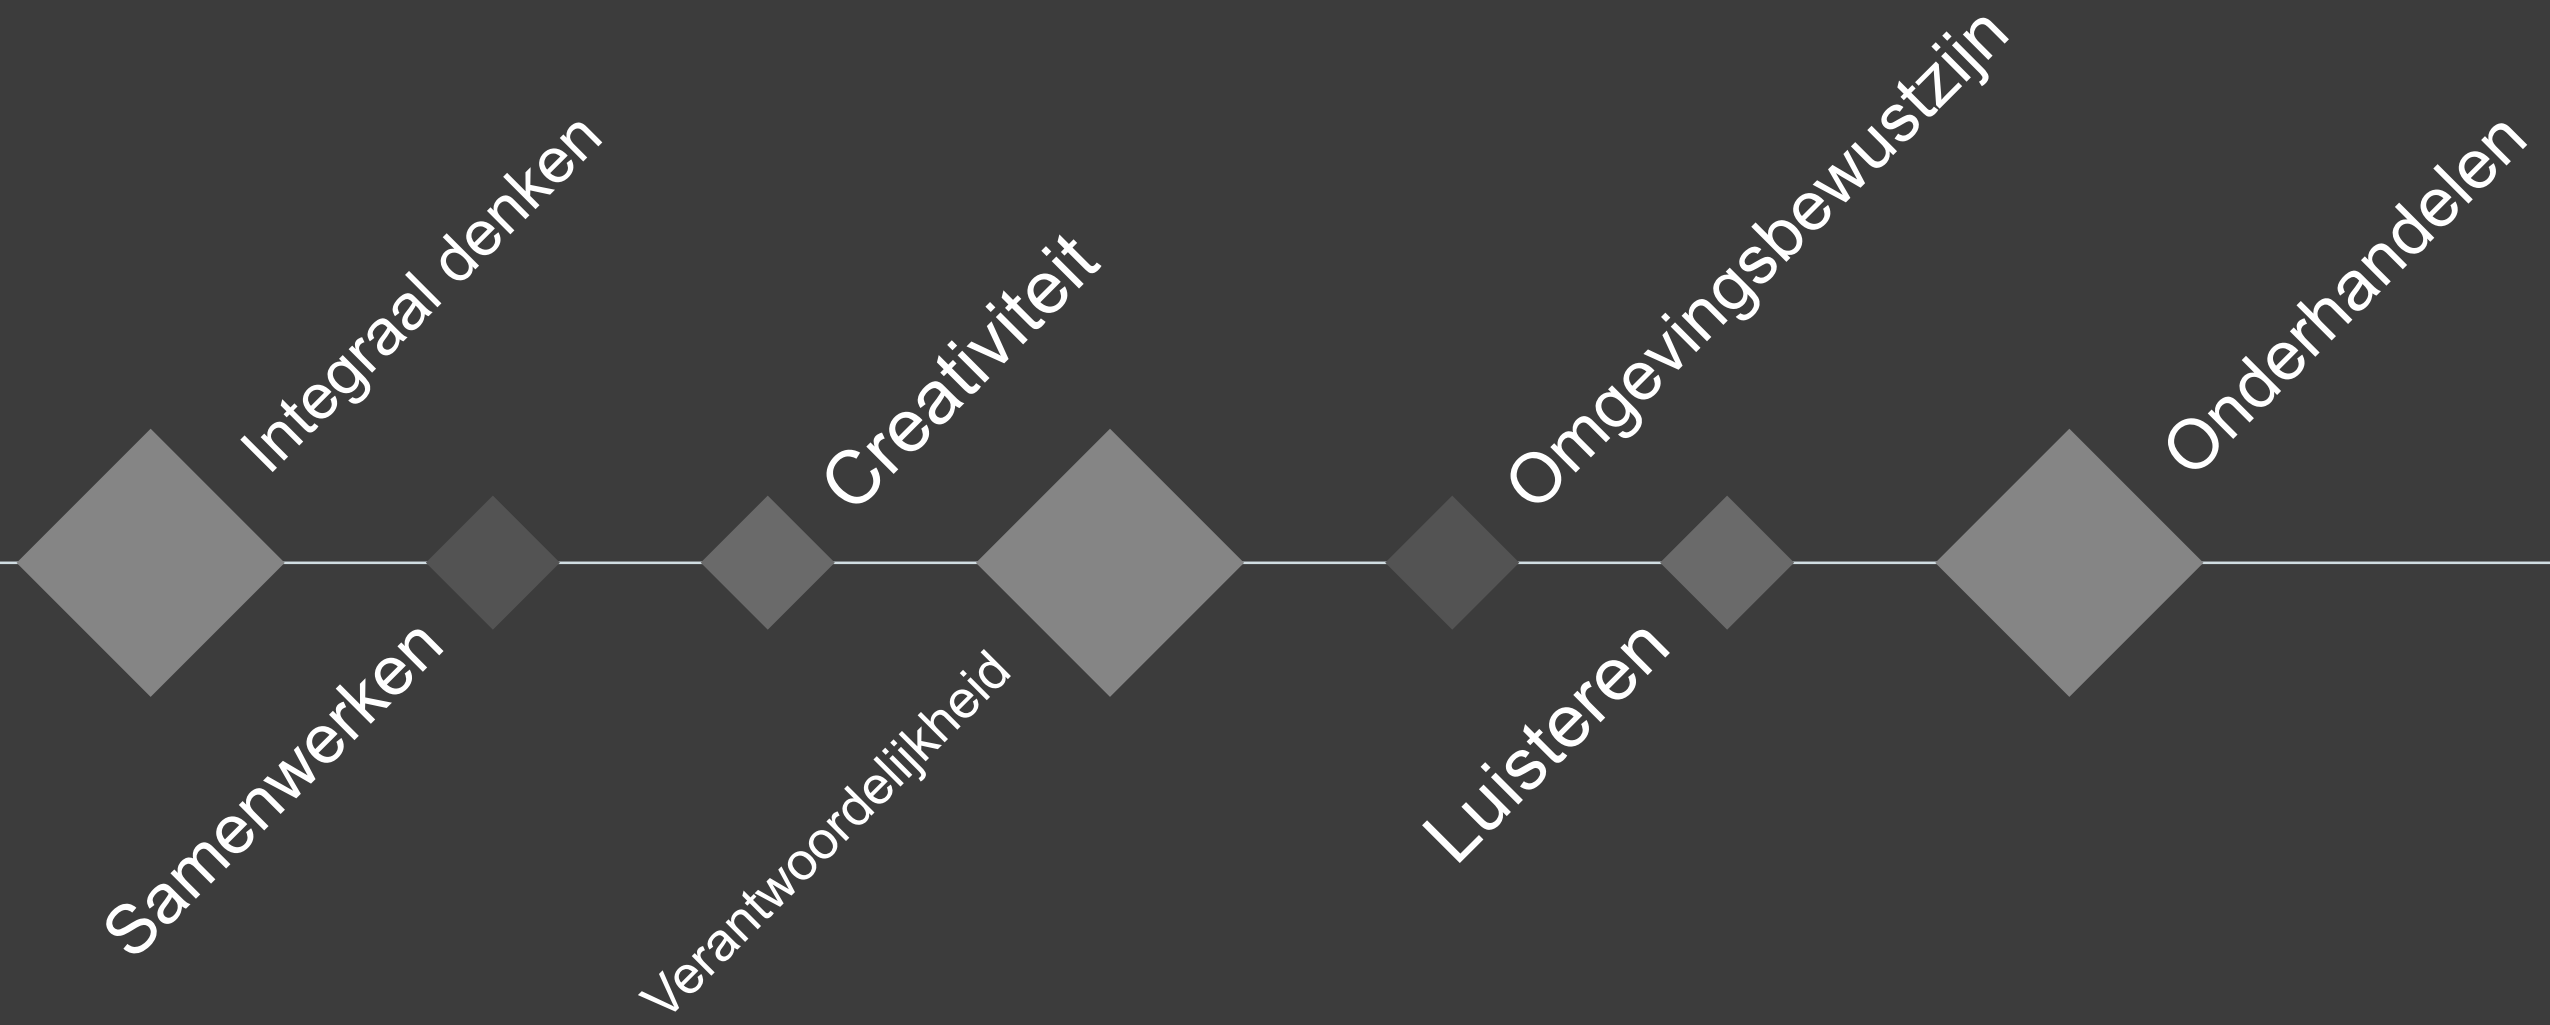 Integraal denken
Samenwerken
Creativiteit
Verantwoordelijkheid
Omgevingsbewustzijn
Luisteren
Onderhandelen